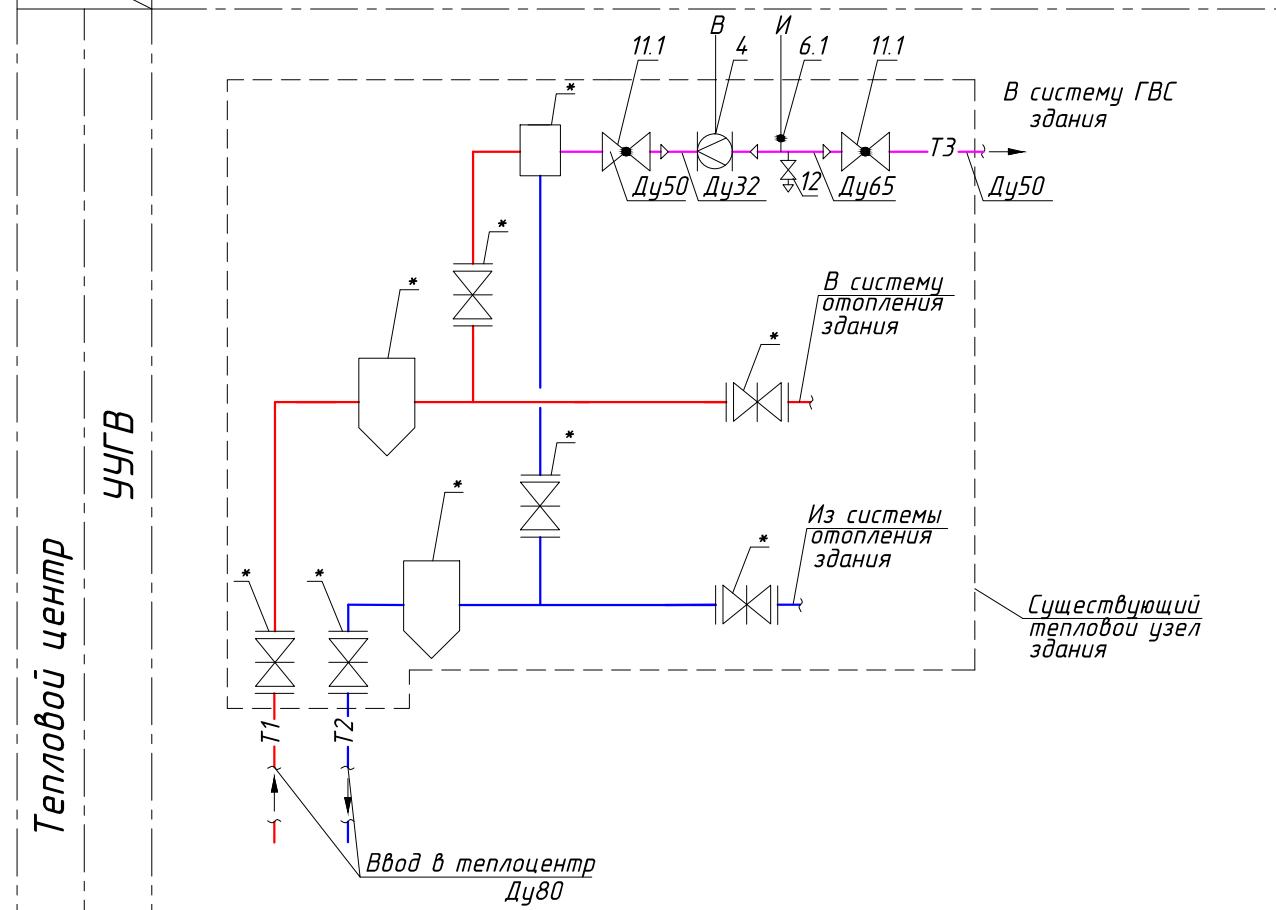 В
И
11.1
4
6.1
11.1
*
В систему ГВС
здания
Т3
Ду50
Ду32
12
Ду65
Ду50
*
*
В систему
отопления
здания
*
*
*
Из системы
отопления
здания
*
*
*
Существующий
тепловой узел
здания
Т1
Т2
Ввод в теплоцентр
Ду80
Тепловой центр
УУГВ